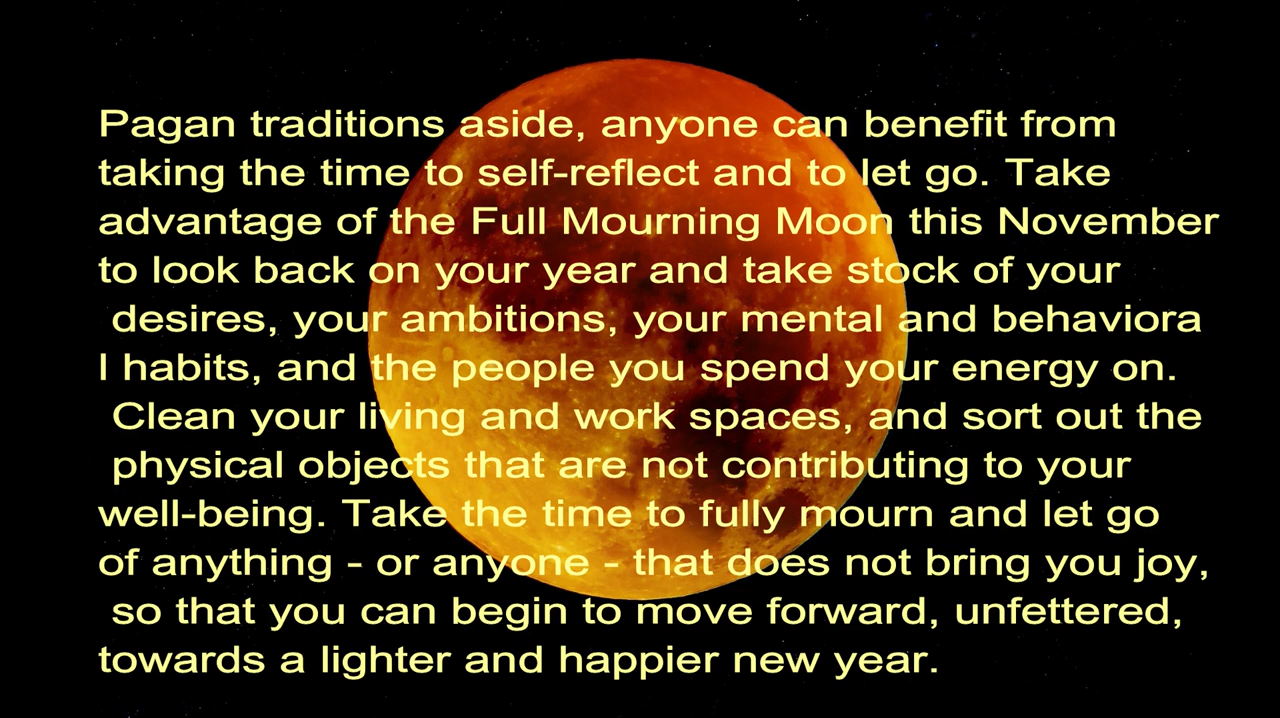 Pagan traditions aside, anyone can benefit from
taking the time to self-reflect and to let go. Take
advantage of the Full Mourning Moon this November
to look back on your year and take stock of your
desires, your ambitions, your mental and behaviora
l habits, and the people you spend your energy on.
Clean your living and work spaces, and sort out the
physical objects that are not contributing to your
well-being. Take the time to fully mourn and let go
of anything - or anyone - that does not bring you joy,
so that you can begin to move forward, unfettered,
towards a lighter and happier new year.